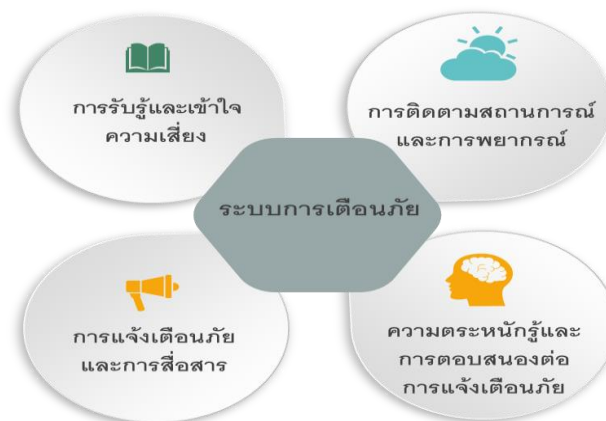 การรับรู้และเข้าใจ
ความเสี่ยง
การติดตามสถานการณ์
และการพยากรณ์
ระบบการเตือนภัย
การแจ้งเตือนภัย
และการสื่อสาร
ความตระหนักรู้และ
การตอบสนองต่อ
การแจ้งเตือนภัย